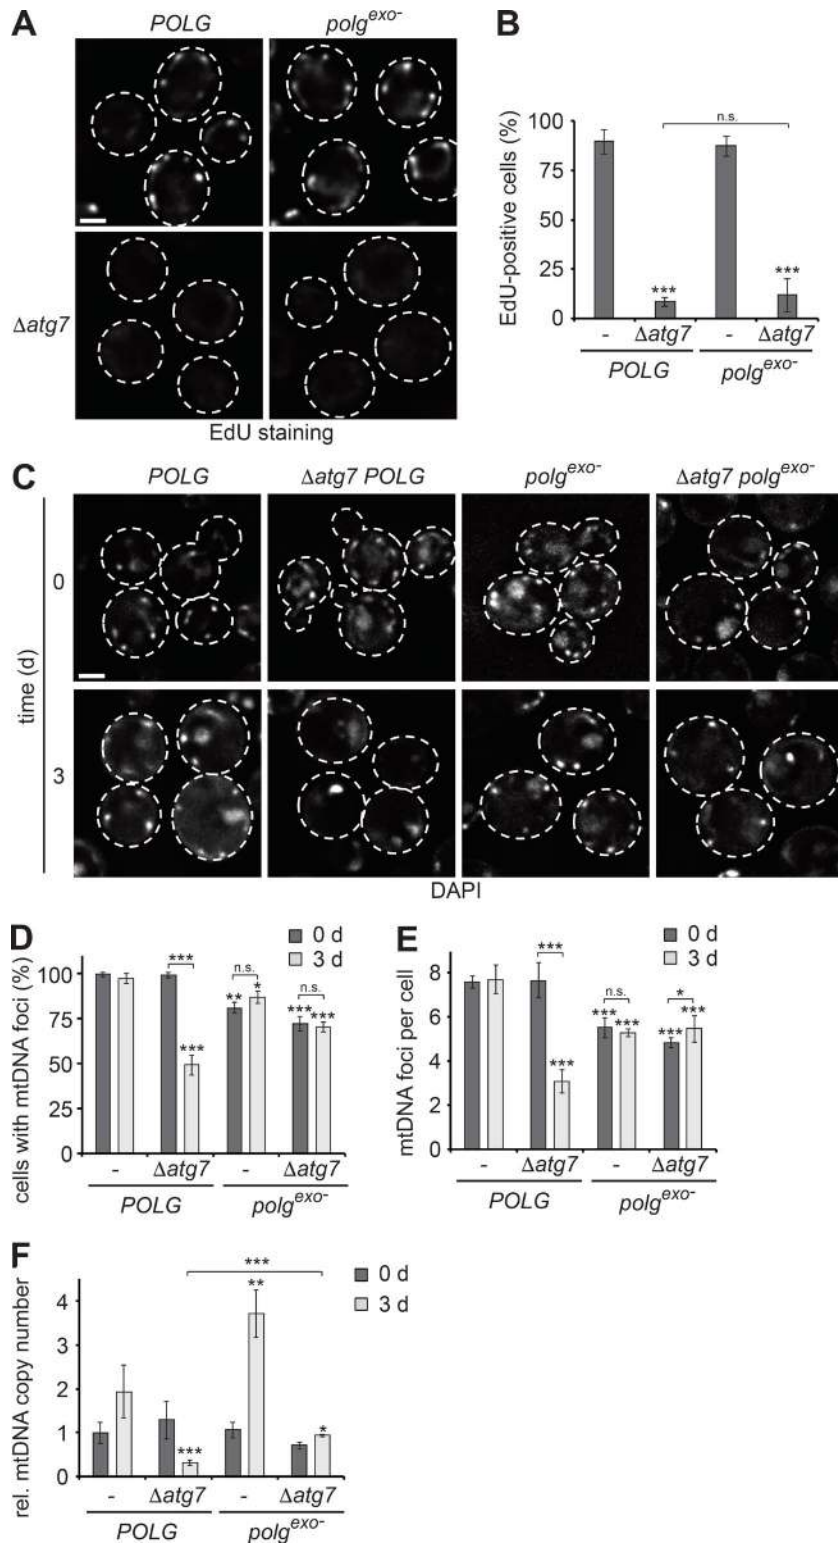 A
POLG polg^exo-
Δatg7
EdU staining
B
EdU-positive cells (%)
100
75
50
25
0
n.s.
*** ***
- Δatg7 - Δatg7
POLG polg^exo-
C
POLG Δatg7 POLG polg^exo- Δatg7 polg^exo-
time (d)
0
3
DAPI
D
0 d
3 d
cells with mtDNA foci (%)
100
75
50
25
0
***
***
n.s.
** *
n.s.
*** ***
- Δatg7 - Δatg7
POLG polg^exo-
E
0 d
3 d
mtDNA foci per cell
8
6
4
2
0
***
***
n.s.
*** ***
*
*** ***
- Δatg7 - Δatg7
POLG polg^exo-
F
0 d
3 d
rel. mtDNA copy number
4
3
2
1
0
***
***
**
*
- Δatg7 - Δatg7
POLG polg^exo-